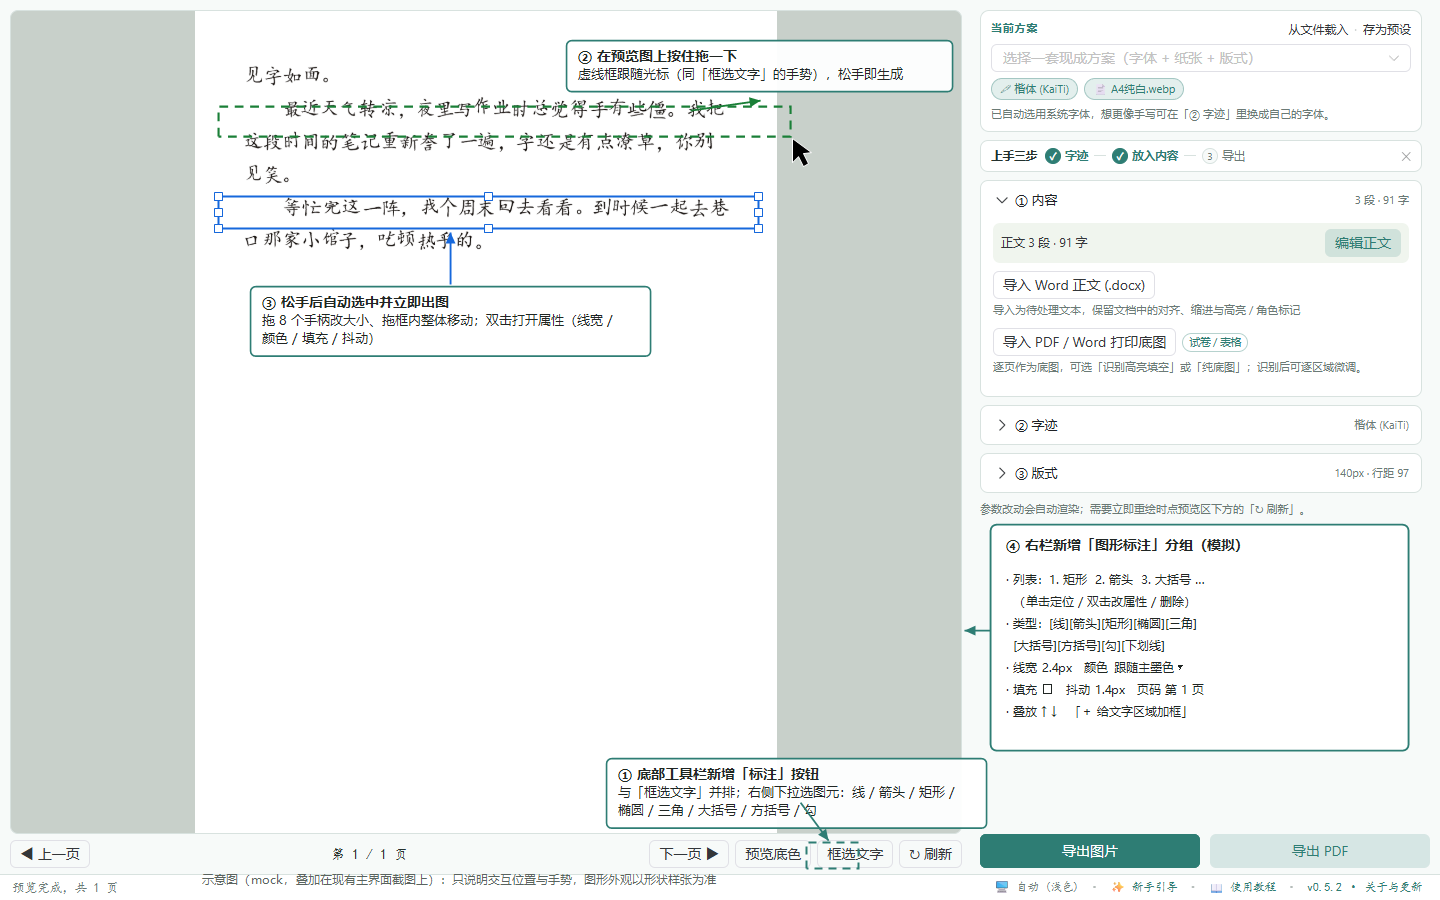 见字如面。
最近天气转凉，夜里写作业时总觉得手有些僵。我把
这段时间的笔记重新誊了一遍，字还是有点潦草，你别
见笑。
等忙完这一阵，我个周末回去看看。到时候一起去巷
口那家小馆子，吃顿热乎的。
② 在预览图上按住拖一下
虚线框跟随光标（同「框选文字」的手势），松手即生成
③ 松手后自动选中并立即出图
拖 8 个手柄改大小、拖框内整体移动；双击打开属性（线宽 /
颜色 / 填充 / 抖动）
① 底部工具栏新增「标注」按钮
与「框选文字」并排；右侧下拉选图元：线 / 箭头 / 矩形 /
椭圆 / 三角 / 大括号 / 方括号 / 勾
◀ 上一页
第 1 / 1 页
下一页 ▶
预览底色
框选文字
↻ 刷新
示意图（mock，叠加在现有主界面截图上）：只说明交互位置与手势，图形外观以形状样张为准
预览完成，共 1 页
当前方案
从文件载入 · 存为预设
选择一套现成方案（字体 + 纸张 + 版式）
楷体 (KaiTi)
A4纯白.webp
已自动选用系统字体，想更像手写可在「② 字迹」里换成自己的字体。
上手三步 ✓ 字迹 — ✓ 放入内容 — 3 导出 ×
① 内容
3 段 · 91 字
正文 3 段 · 91 字
编辑正文
导入 Word 正文 (.docx)
导入为待处理文本，保留文档中的对齐、缩进与高亮 / 角色标记
导入 PDF / Word 打印底图
试卷 / 表格
逐页作为底图，可选「识别高亮填空」或「纯底图」；识别后可逐区域微调。
② 字迹
楷体 (KaiTi)
③ 版式
140px · 行距 97
参数改动会自动渲染；需要立即重绘时点预览区下方的「↻ 刷新」。
④ 右栏新增「图形标注」分组（模拟）
· 列表：1. 矩形 2. 箭头 3. 大括号 ...
（单击定位 / 双击改属性 / 删除）
· 类型：[线][箭头][矩形][椭圆][三角]
[大括号][方括号][勾][下划线]
· 线宽 2.4px 颜色 跟随主墨色 ▾
· 填充 ☐ 抖动 1.4px 页码 第 1 页
· 叠放 ↑↓ 「+ 给文字区域加框」
导出图片
导出 PDF
自动（浅色） · 新手引导 · 使用教程 · v0.5.2 • 关于与更新